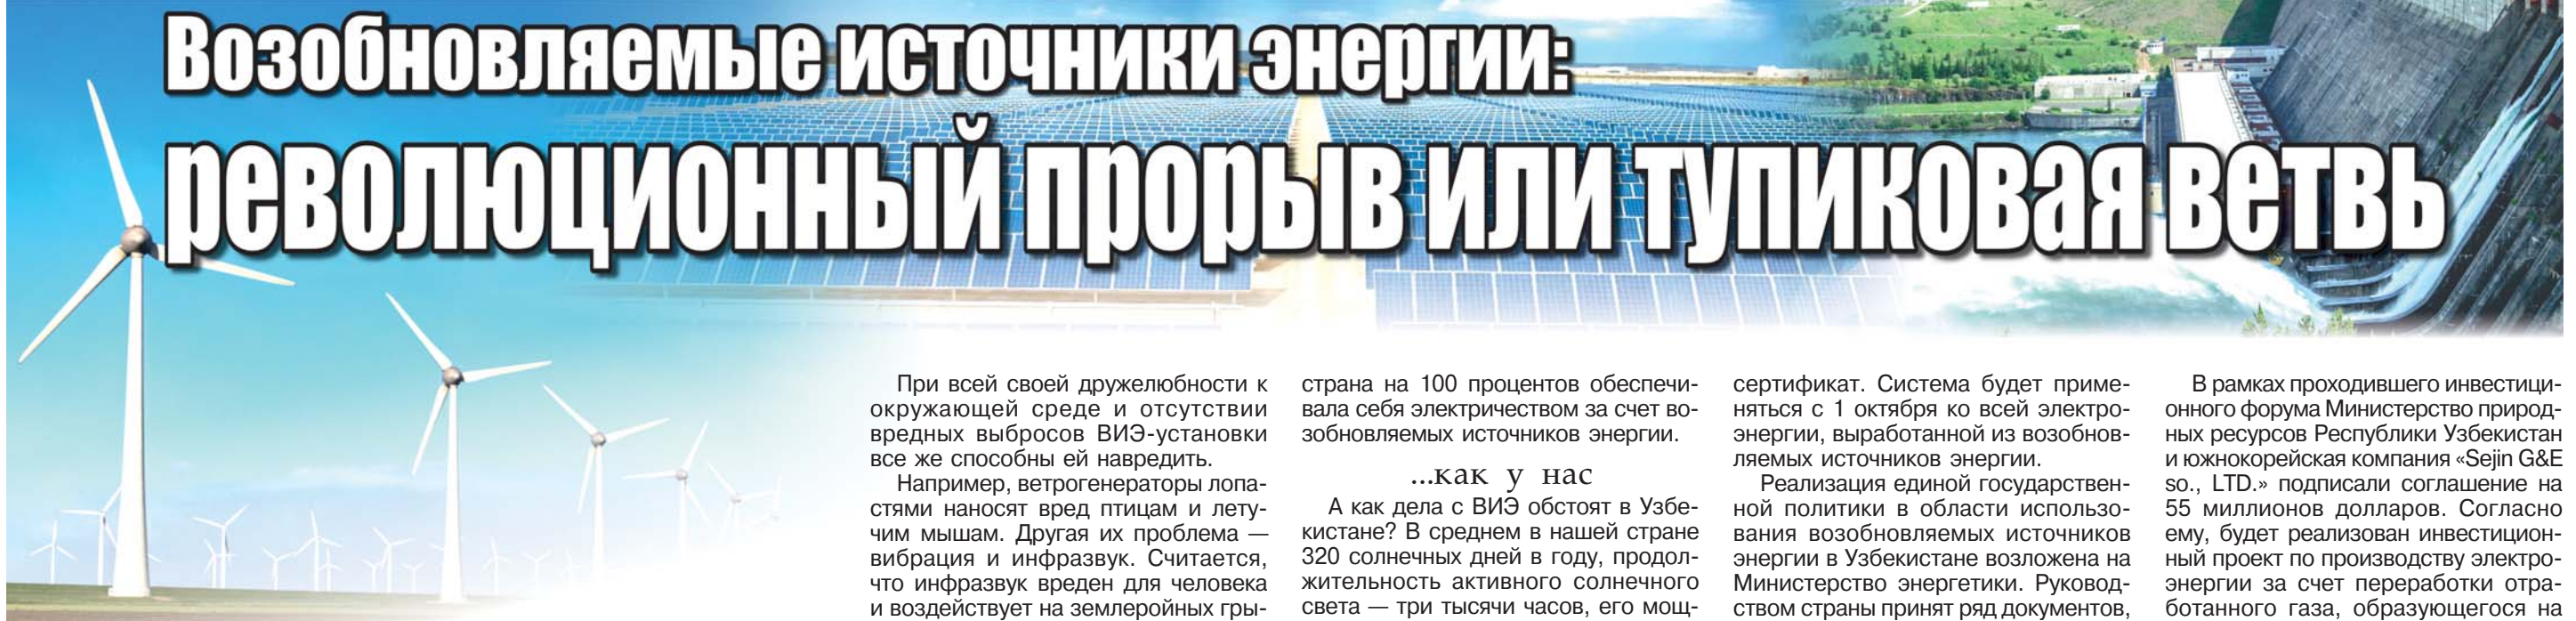 Возобновляемые источники энергии:
революционный прорыв или тупиковая ветвь
При всей своей дружелюбности к
окружающей среде и отсутствии
вредных выбросов ВИЭ-установки
все же способны ей навредить.
Например, ветрогенераторы лопа-
стями наносят вред птицам и лету-
чим мышам. Другая их проблема —
вибрация и инфразвук. Считается,
что инфразвук вреден для человека
и воздействует на землеройных гры-
страна на 100 процентов обеспечи-
вала себя электричеством за счет во-
зобновляемых источников энергии.
...как у нас
А как дела с ВИЭ обстоят в Узбе-
кистане? В среднем в нашей стране
320 солнечных дней в году, продол-
жительность активного солнечного
света — три тысячи часов, его мощ-
сертификат. Система будет приме-
няться с 1 октября ко всей электро-
энергии, выработанной из возобнов-
ляемых источников энергии.
Реализация единой государствен-
ной политики в области использо-
вания возобновляемых источников
энергии в Узбекистане возложена на
Министерство энергетики. Руковод-
ством страны принят ряд документов,
В рамках проходившего инвестици-
онного форума Министерство природ-
ных ресурсов Республики Узбекистан
и южнокорейская компания «Sejin G&E
so., LTD.» подписали соглашение на
55 миллионов долларов. Согласно
ему, будет реализован инвестицион-
ный проект по производству электро-
энергии за счет переработки отра-
ботанного газа, образующегося на